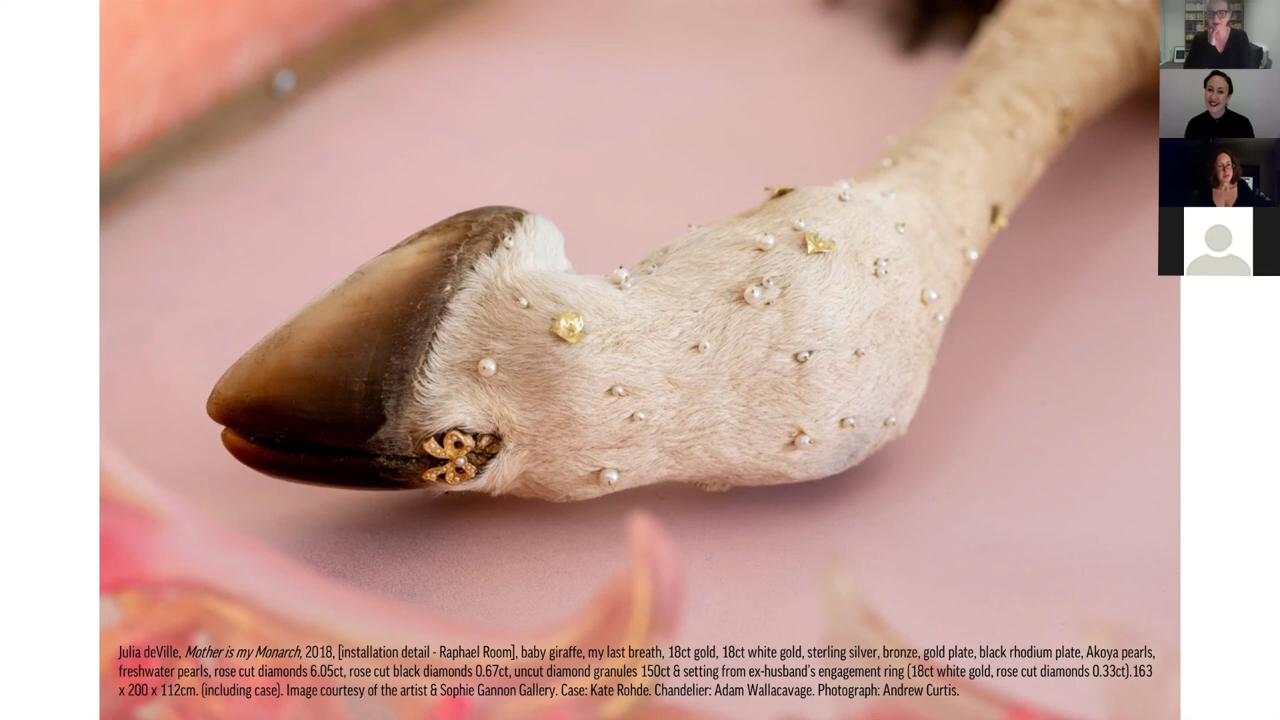 Julia deVille, Mother is my Monarch, 2018, [installation detail - Raphael Room], baby giraffe, my last breath, 18ct gold, 18ct white gold, sterling silver, bronze, gold plate, black rhodium plate, Akoya pearls,
freshwater pearls, rose cut diamonds 6.05ct, rose cut black diamonds 0.67ct, uncut diamond granules 150ct & setting from ex-husband's engagement ring (18ct white gold, rose cut diamonds 0.33ct).163
x 200 x 112cm. (including case). Image courtesy of the artist & Sophie Gannon Gallery. Case: Kate Rohde. Chandelier: Adam Wallacavage. Photograph: Andrew Curtis.